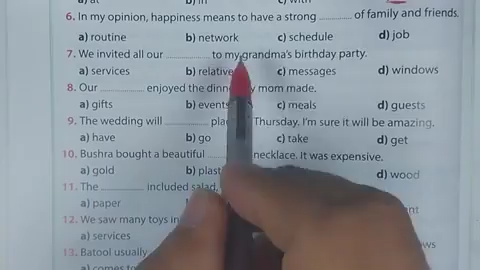 6. In my opinion, happiness means to have a strong ............ of family and friends.
a) routine b) network c) schedule d) job
7. We invited all our ............ to my grandma's birthday party.
a) services b) relative c) messages d) windows
8. Our ............ enjoyed the my mom made.
a) gifts b) events c) meals d) guests
9. The wedding will ............ Thursday. I'm sure it will be amazing.
a) have b) go c) take d) get
10. Bushra bought a beautiful necklace. It was expensive.
a) gold b) d) wood
11. The ............ included salad,
a) paper
12. We saw many toys in
a) services
13. Batool usually
a) comes to